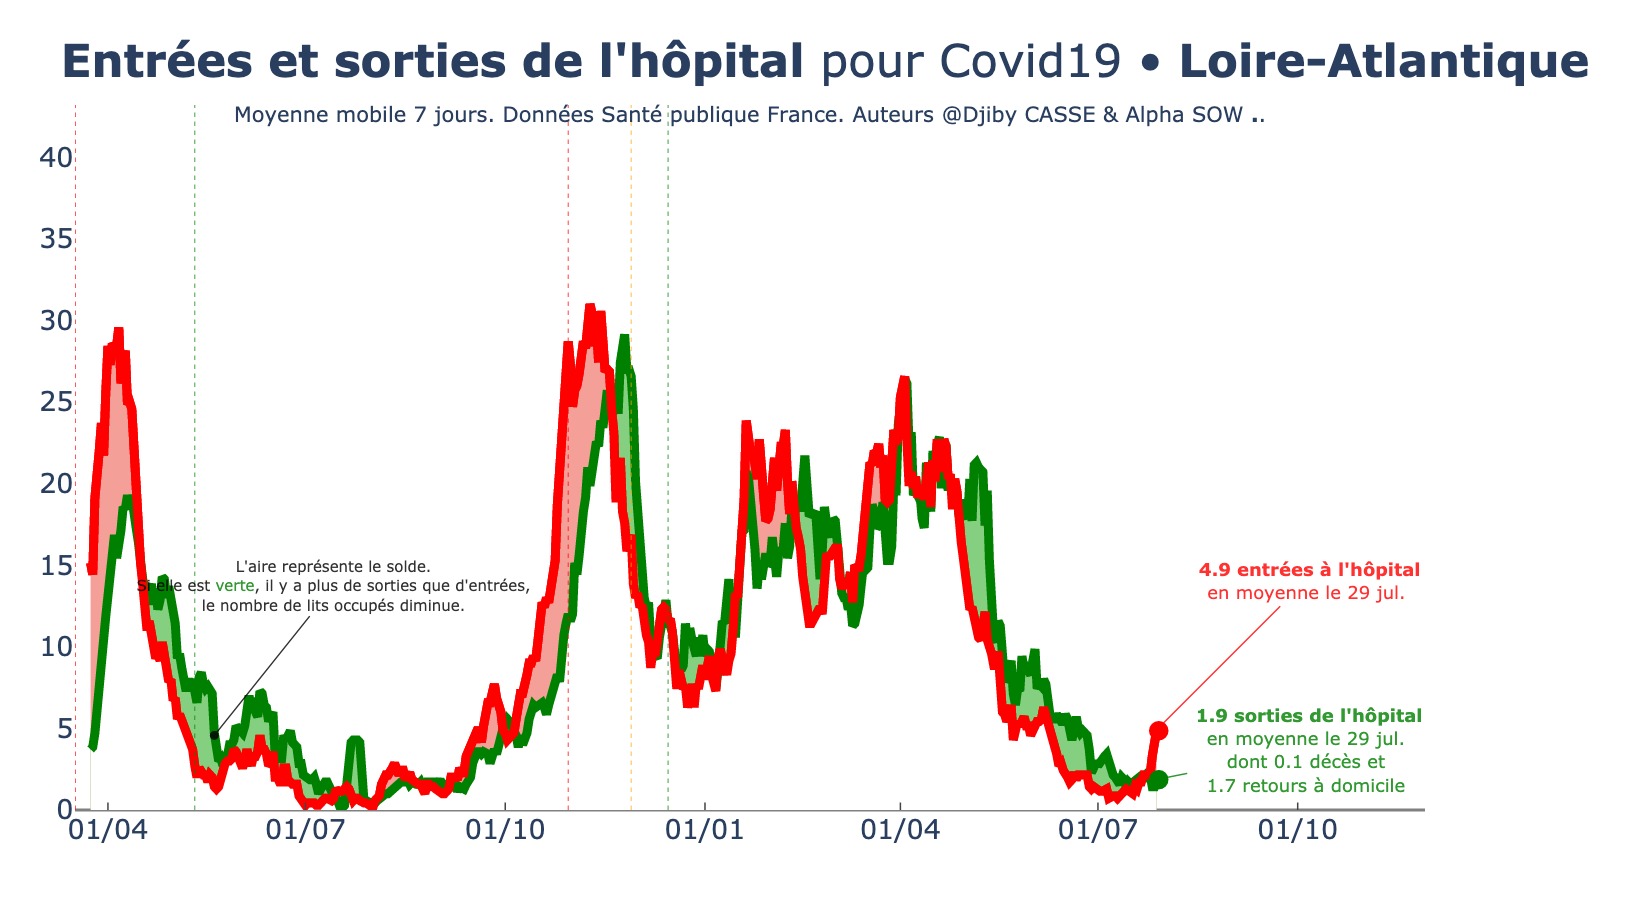 Entrées et sorties de l'hôpital pour Covid19 • Loire-Atlantique
Moyenne mobile 7 jours. Données Santé publique France. Auteurs @Djiby CASSE & Alpha SOW ..
40
35
30
25
20
15
10
5
0
L'aire représente le solde.
Si elle est verte, il y a plus de sorties que d'entrées,
le nombre de lits occupés diminue.
4.9 entrées à l'hôpital
en moyenne le 29 jul.
1.9 sorties de l'hôpital
en moyenne le 29 jul.
dont 0.1 décès et
1.7 retours à domicile
01/04 01/07 01/10 01/01 01/04 01/07 01/10